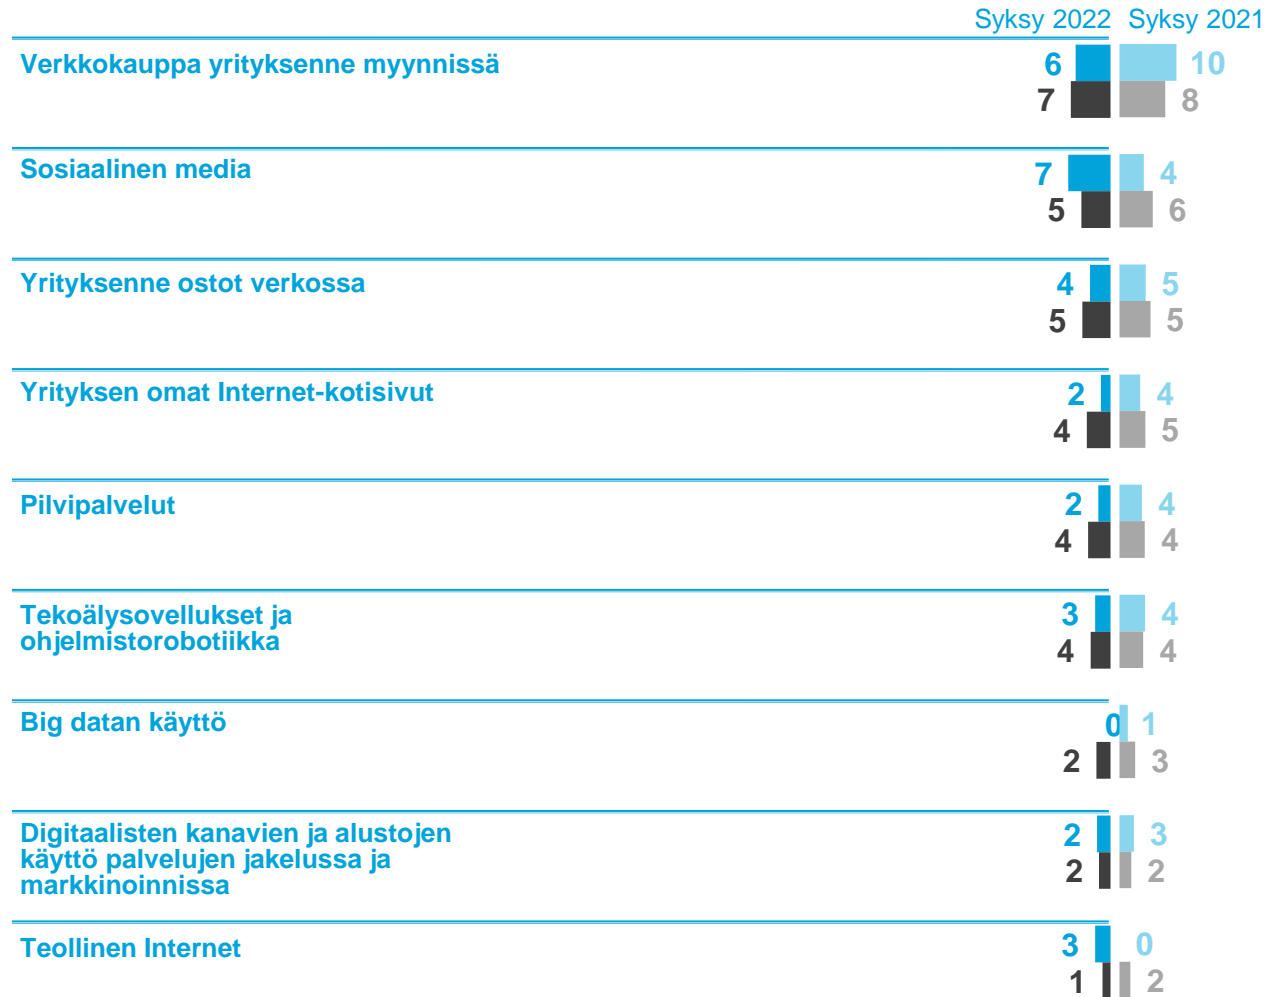 Syksy 2022 Syksy 2021
Verkkokauppa yrityksenne myynnissä 6 10
7 8
Sosiaalinen media 7 4
5 6
Yrityksenne ostot verkossa 4 5
5 5
Yrityksen omat Internet-kotisivut 2 4
4 5
Pilvipalvelut 2 4
4 4
Tekoälysovellukset ja 3 4
ohjelmistorobotiikka 4 4
Big datan käyttö 0 1
2 3
Digitaalisten kanavien ja alustojen 2 3
käyttö palvelujen jakelussa ja 2 2
markkinoinnissa
Teollinen Internet 3 0
1 2